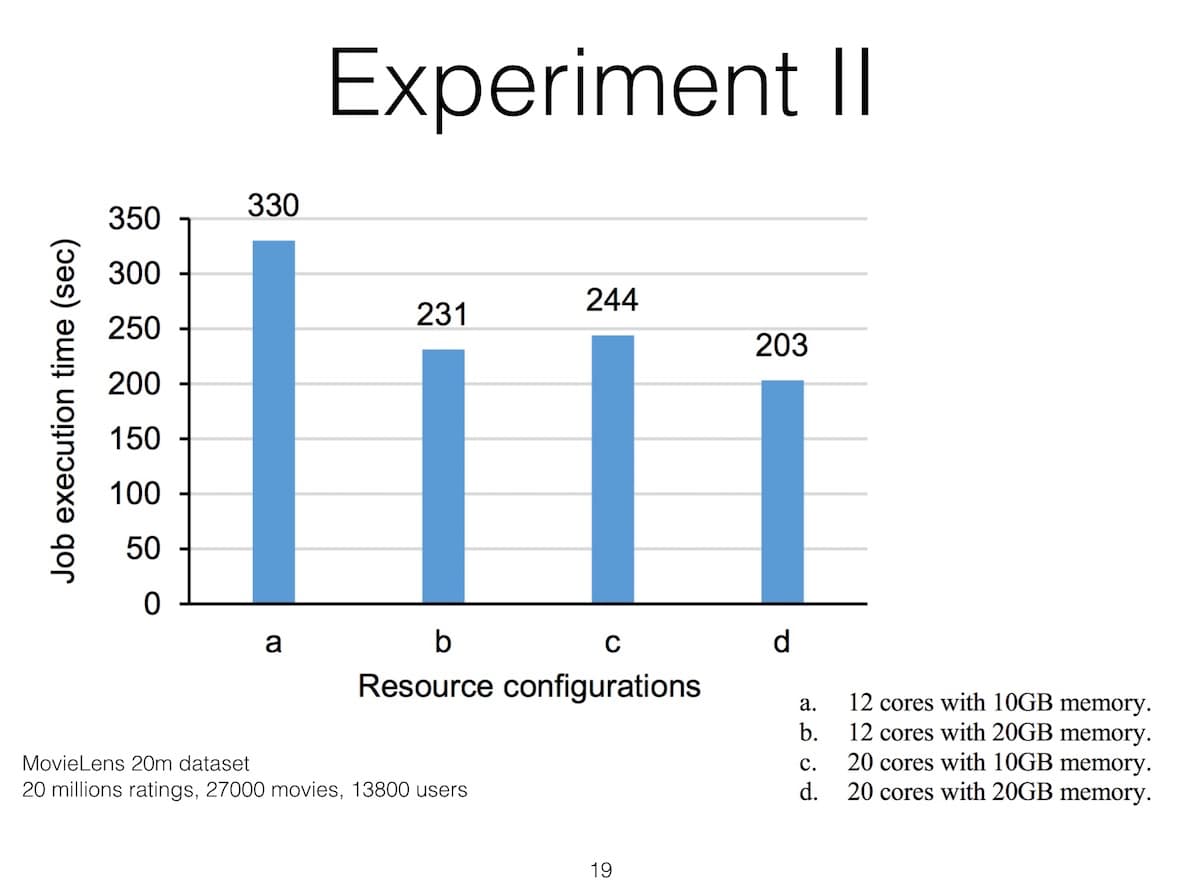 Experiment II
Job execution time (sec)
350
300
250
200
150
100
50
0
330
231
244
203
a
b
c
d
Resource configurations
a. 12 cores with 10GB memory.
b. 12 cores with 20GB memory.
c. 20 cores with 10GB memory.
d. 20 cores with 20GB memory.
MovieLens 20m dataset
20 millions ratings, 27000 movies, 13800 users
19